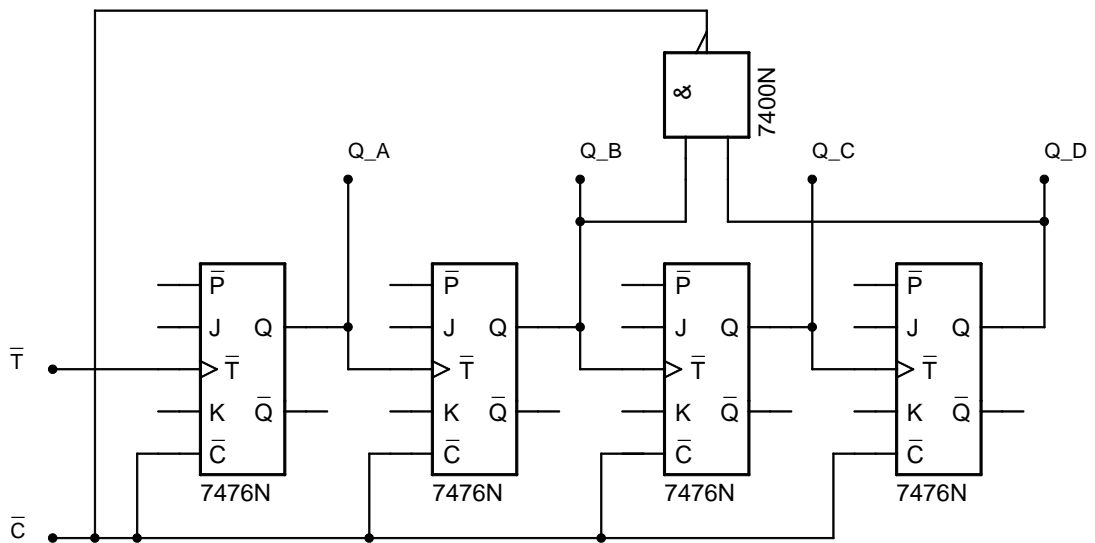 &
7400N
Q_A
Q_B
Q_C
Q_D
P̅
J Q
T̅
K Q̅
C̅
7476N
P̅
J Q
T̅
K Q̅
C̅
7476N
P̅
J Q
T̅
K Q̅
C̅
7476N
P̅
J Q
T̅
K Q̅
C̅
7476N
T̅
C̅